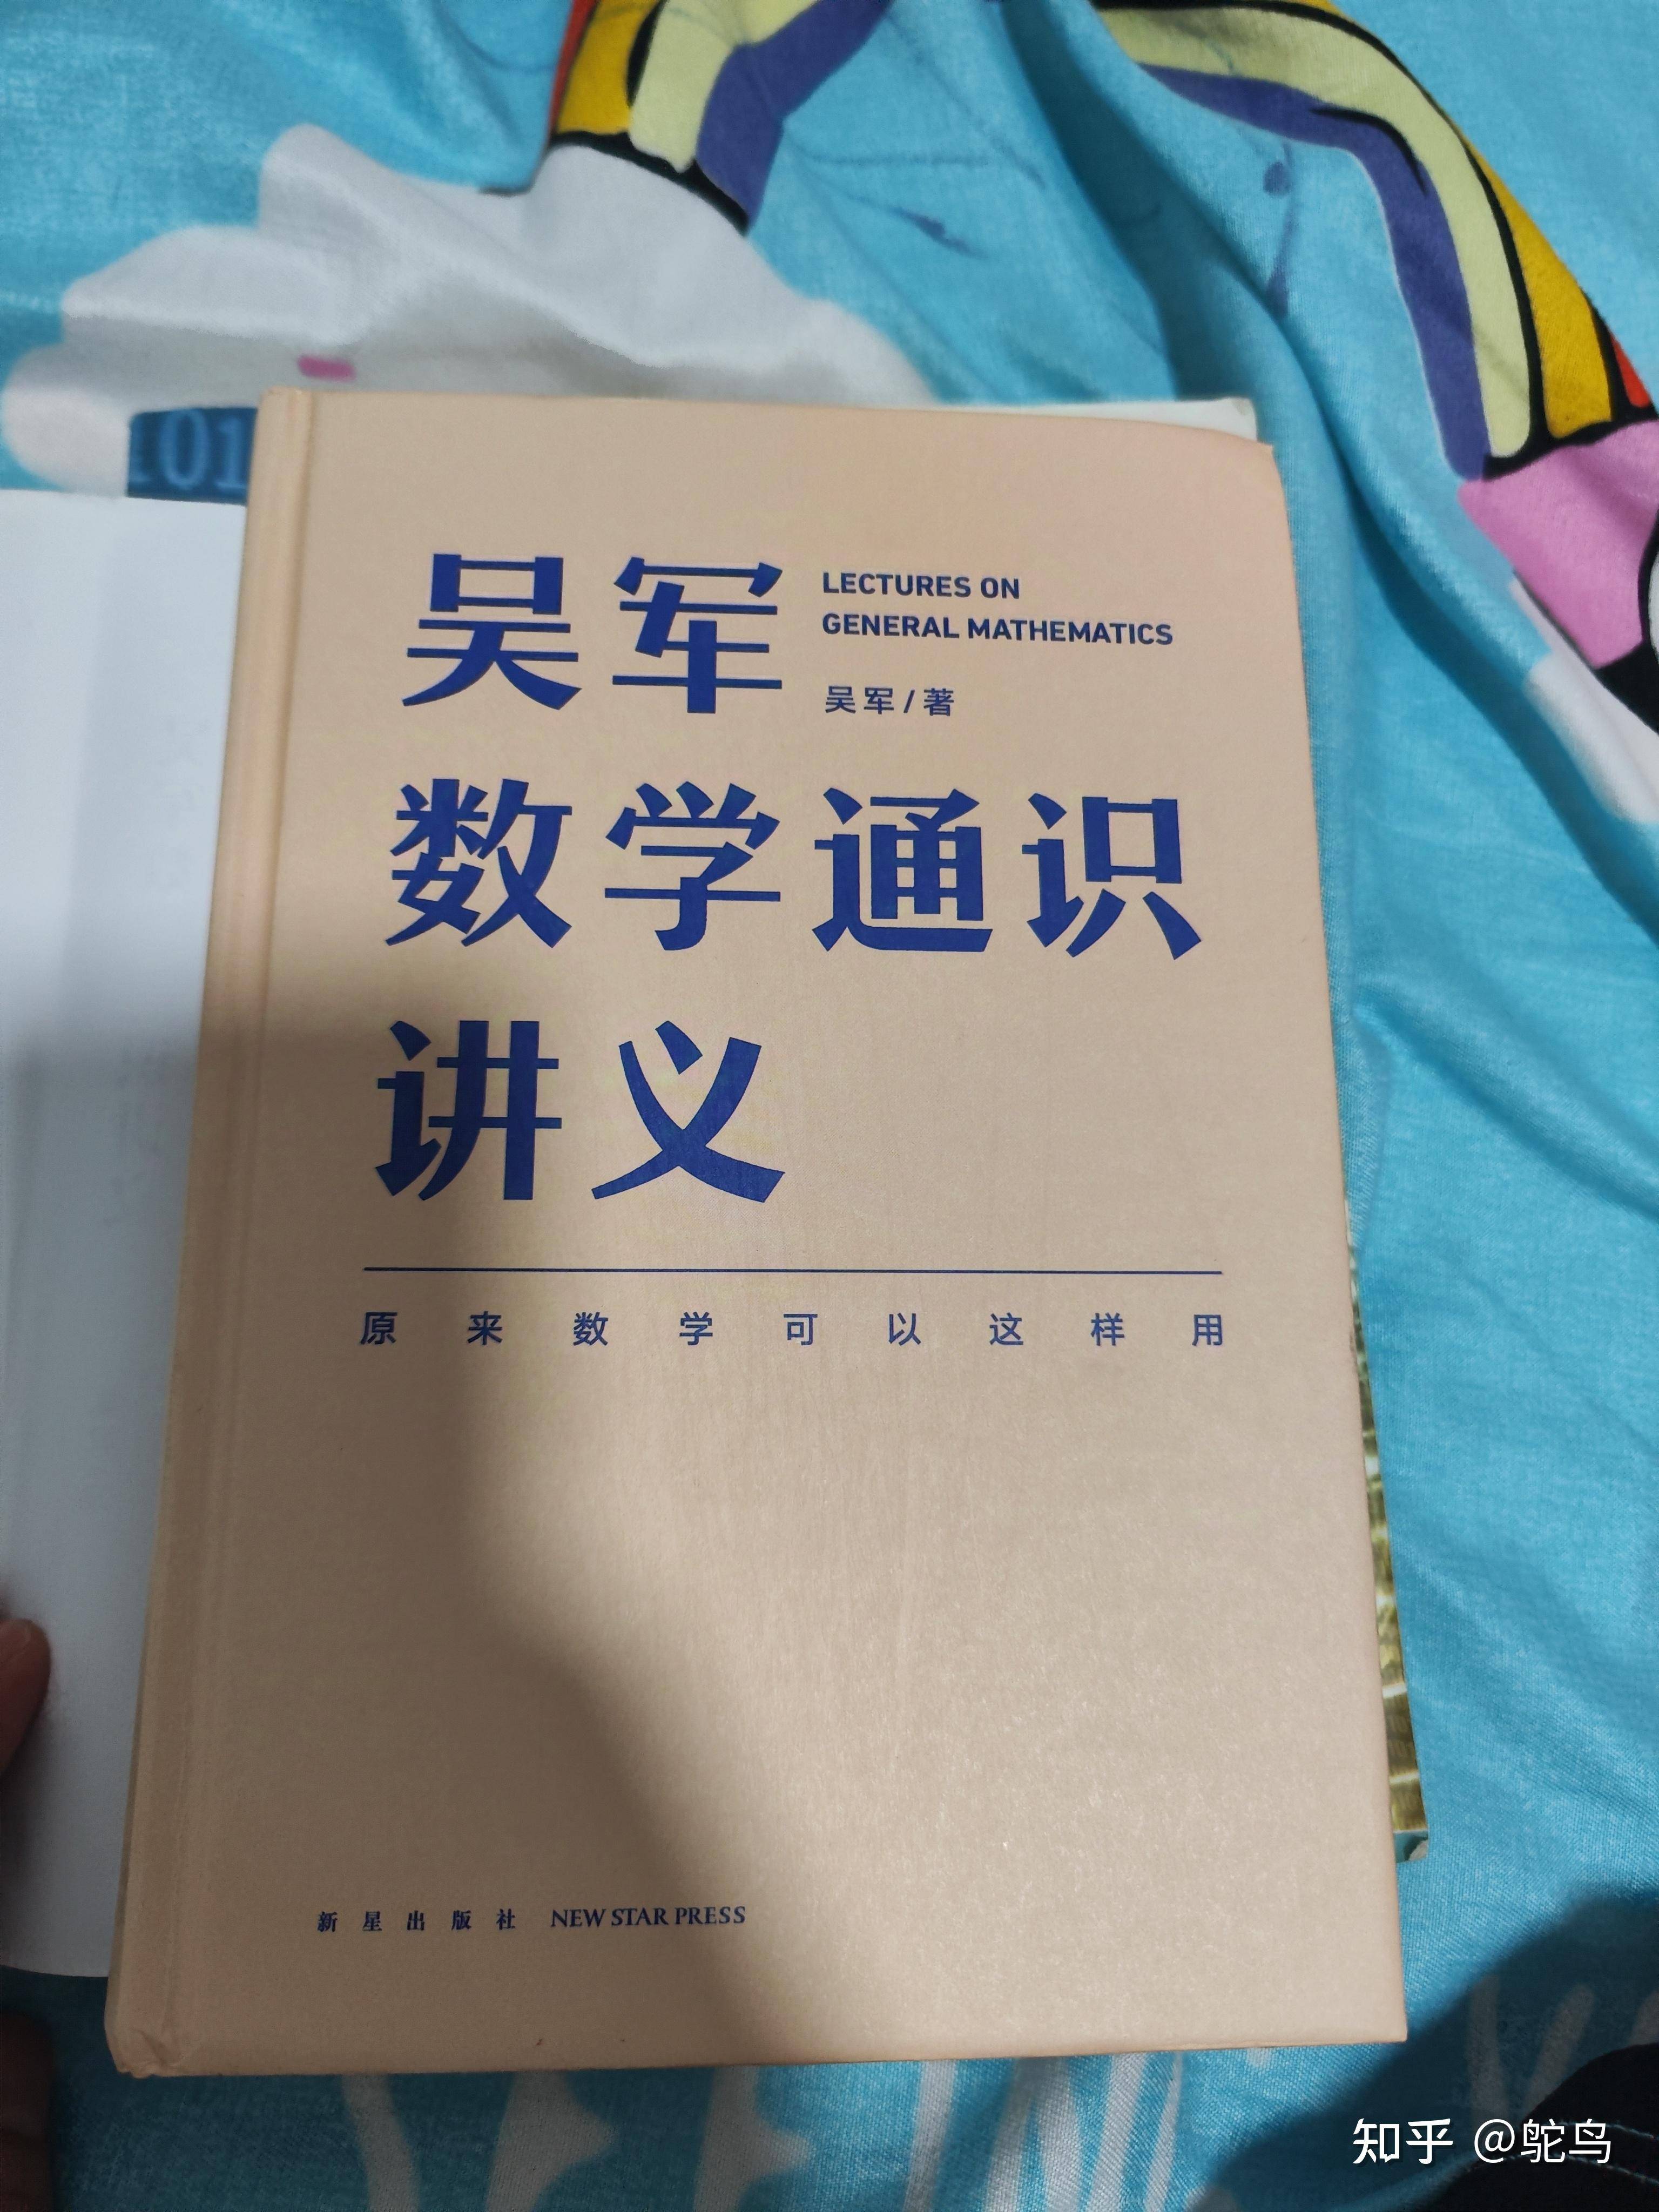 101
吴军
LECTURES ON
GENERAL MATHEMATICS
吴军/著
数学通识
讲义
原来数学可以这样用
新星出版社 NEW STAR PRESS
知乎 @鸵鸟